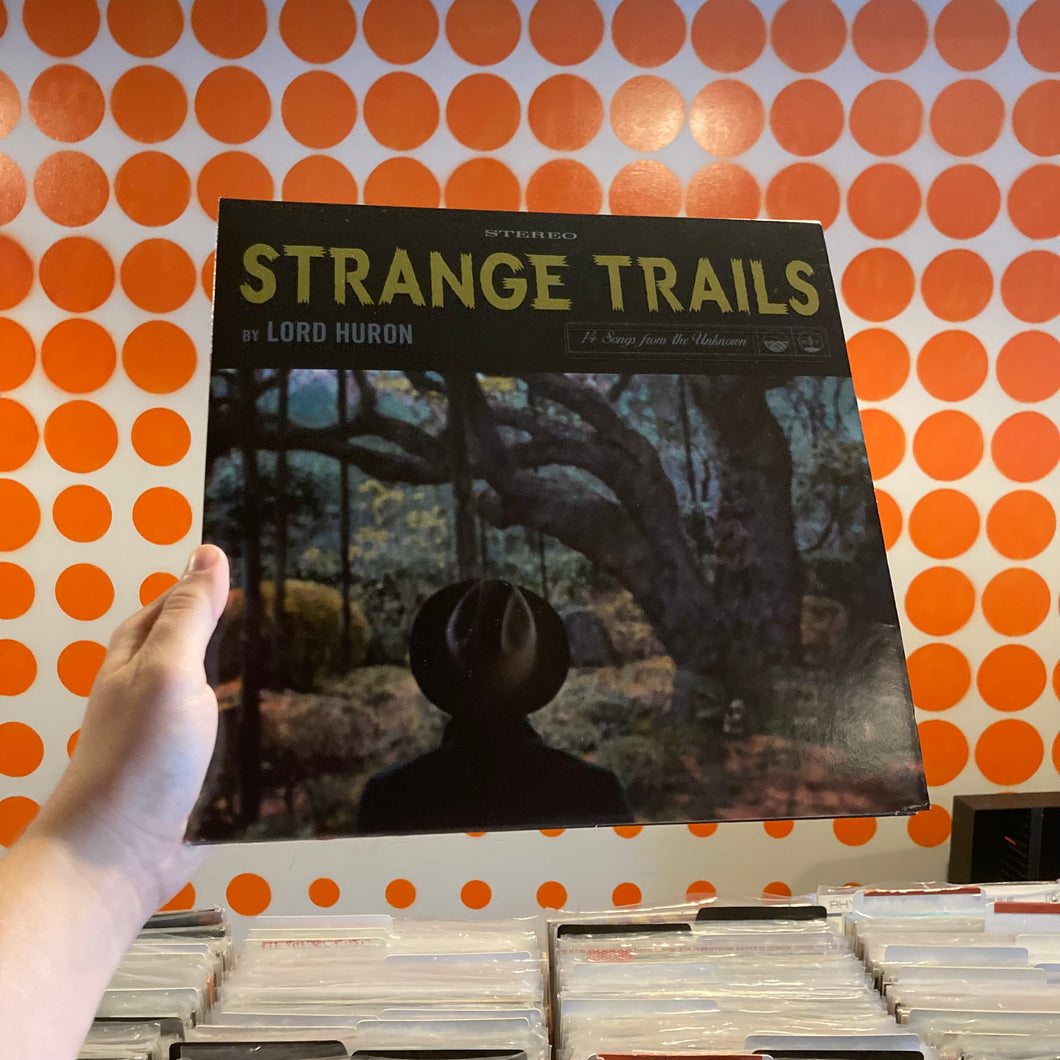 STEREO
STRANGE TRAILS
BY LORD HURON
14 Songs from the Unknown